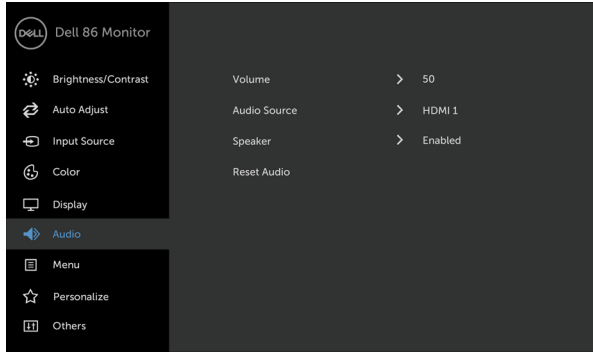 DELL Dell 86 Monitor
Brightness/Contrast
Auto Adjust
Input Source
Color
Display
Audio
Menu
Personalize
Others
Volume > 50
Audio Source > HDMI 1
Speaker > Enabled
Reset Audio